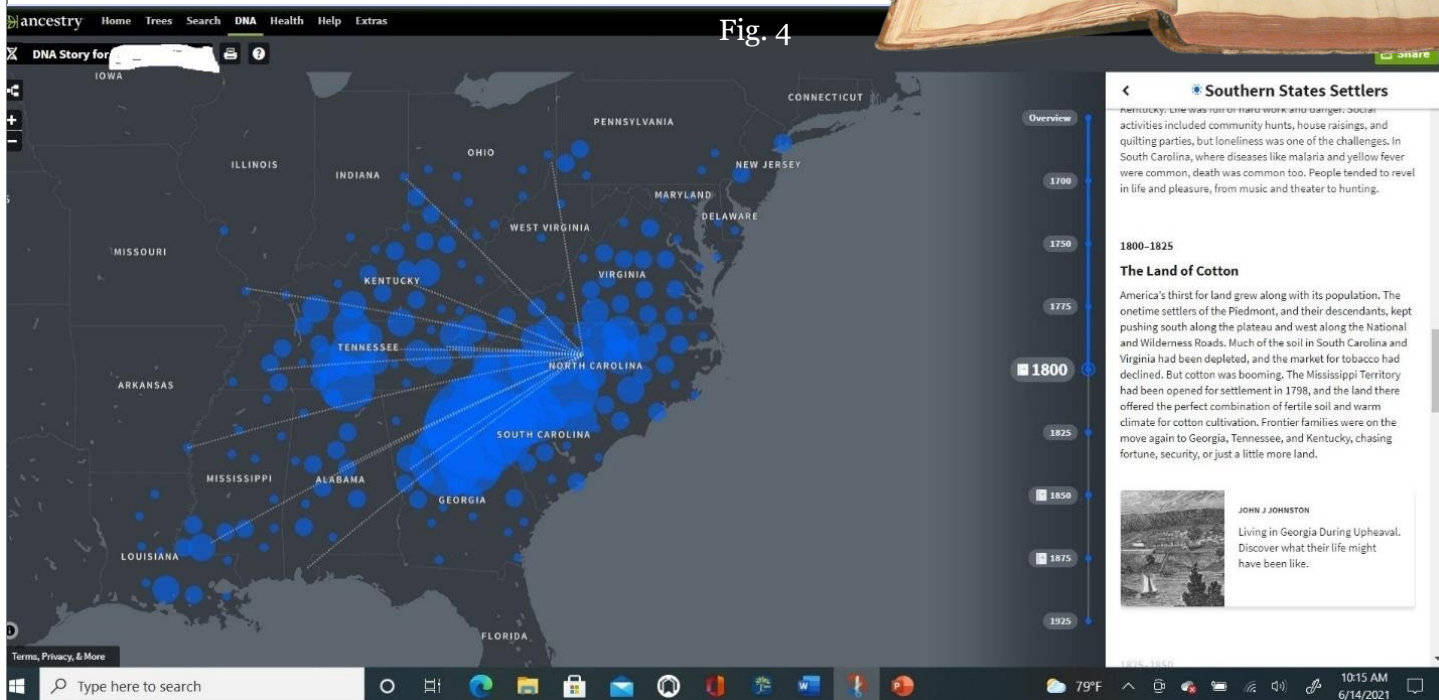 ancestry Home Trees Search DNA Health Help Extras
Fig. 4
DNA Story for
Share
IOWA
CONNECTICUT
PENNSYLVANIA
OHIO
ILLINOIS
INDIANA
NEW JERSEY
MARYLAND
DELAWARE
WEST VIRGINIA
MISSOURI
VIRGINIA
KENTUCKY
TENNESSEE
NORTH CAROLINA
ARKANSAS
SOUTH CAROLINA
MISSISSIPPI
ALABAMA
GEORGIA
LOUISIANA
FLORIDA
Terms, Privacy, & More
Overview
1700
1750
1775
1800
1825
1850
1875
1925
Southern States Settlers
Kentucky. Life was full of hard work and danger. Social
activities included community hunts, house raisings, and
quilting parties, but loneliness was one of the challenges. In
South Carolina, where diseases like malaria and yellow fever
were common, death was common too. People tended to revel
in life and pleasure, from music and theater to hunting.
1800–1825
The Land of Cotton
America's thirst for land grew along with its population. The
onetime settlers of the Piedmont, and their descendants, kept
pushing south along the plateau and west along the National
and Wilderness Roads. Much of the soil in South Carolina and
Virginia had been depleted, and the market for tobacco had
declined. But cotton was booming. The Mississippi Territory
had been opened for settlement in 1798, and the land there
offered the perfect combination of fertile soil and warm
climate for cotton cultivation. Frontier families were on the
move again to Georgia, Tennessee, and Kentucky, chasing
fortune, security, or just a little more land.
JOHN J JOHNSTON
Living in Georgia During Upheaval.
Discover what their life might
have been like.
1825–1850
Type here to search
79°F
10:15 AM
6/14/2021